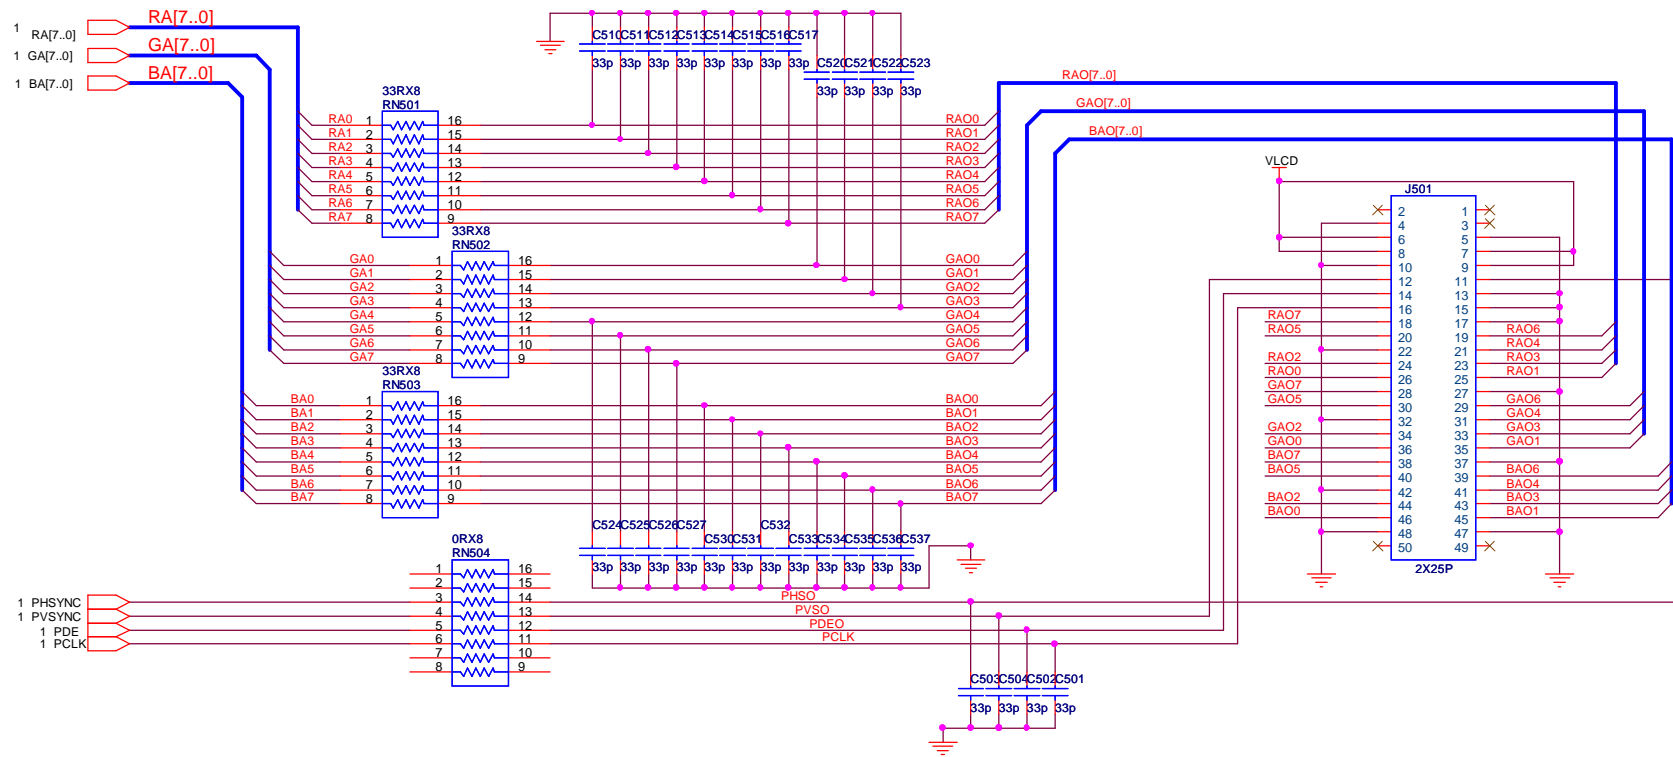 1 RA[7..0] RA[7..0]
1 GA[7..0] GA[7..0]
1 BA[7..0] BA[7..0]
C510 C511 C512 C513 C514 C515 C516 C517
33p 33p 33p 33p 33p 33p 33p 33p
C520 C521 C522 C523
33p 33p 33p 33p
RAO[7..0]
GAO[7..0]
BAO[7..0]
33RX8
RN501
RA0 1 16 RAO0
RA1 2 15 RAO1
RA2 3 14 RAO2
RA3 4 13 RAO3
RA4 5 12 RAO4
RA5 6 11 RAO5
RA6 7 10 RAO6
RA7 8 9 RAO7
33RX8
RN502
GA0 1 16 GAO0
GA1 2 15 GAO1
GA2 3 14 GAO2
GA3 4 13 GAO3
GA4 5 12 GAO4
GA5 6 11 GAO5
GA6 7 10 GAO6
GA7 8 9 GAO7
33RX8
RN503
BA0 1 16 BAO0
BA1 2 15 BAO1
BA2 3 14 BAO2
BA3 4 13 BAO3
BA4 5 12 BAO4
BA5 6 11 BAO5
BA6 7 10 BAO6
BA7 8 9 BAO7
C524 C525 C526 C527 C530 C531 C532 C533 C534 C535 C536 C537
33p 33p 33p 33p 33p 33p 33p 33p 33p 33p 33p 33p
0RX8
RN504
1 16
2 15
1 PHSYNC 3 14 PHSO
1 PVSYNC 4 13 PVSO
1 PDE 5 12 PDEO
1 PCLK 6 11 PCLK
7 10
8 9
C503 C504 C502 C501
33p 33p 33p 33p
VLCD
J501
2 1
4 3
6 5
8 7
10 9
12 11
14 13
16 15
RAO7 18 17
RAO5 20 19 RAO6
22 21 RAO4
RAO2 24 23 RAO3
RAO0 26 25 RAO1
GAO7 28 27
GAO5 30 29 GAO6
32 31 GAO4
GAO2 34 33 GAO3
GAO0 36 35 GAO1
BAO7 38 37
BAO5 40 39 BAO6
42 41 BAO4
BAO2 44 43 BAO3
BAO0 46 45 BAO1
48 47
50 49
2X25P